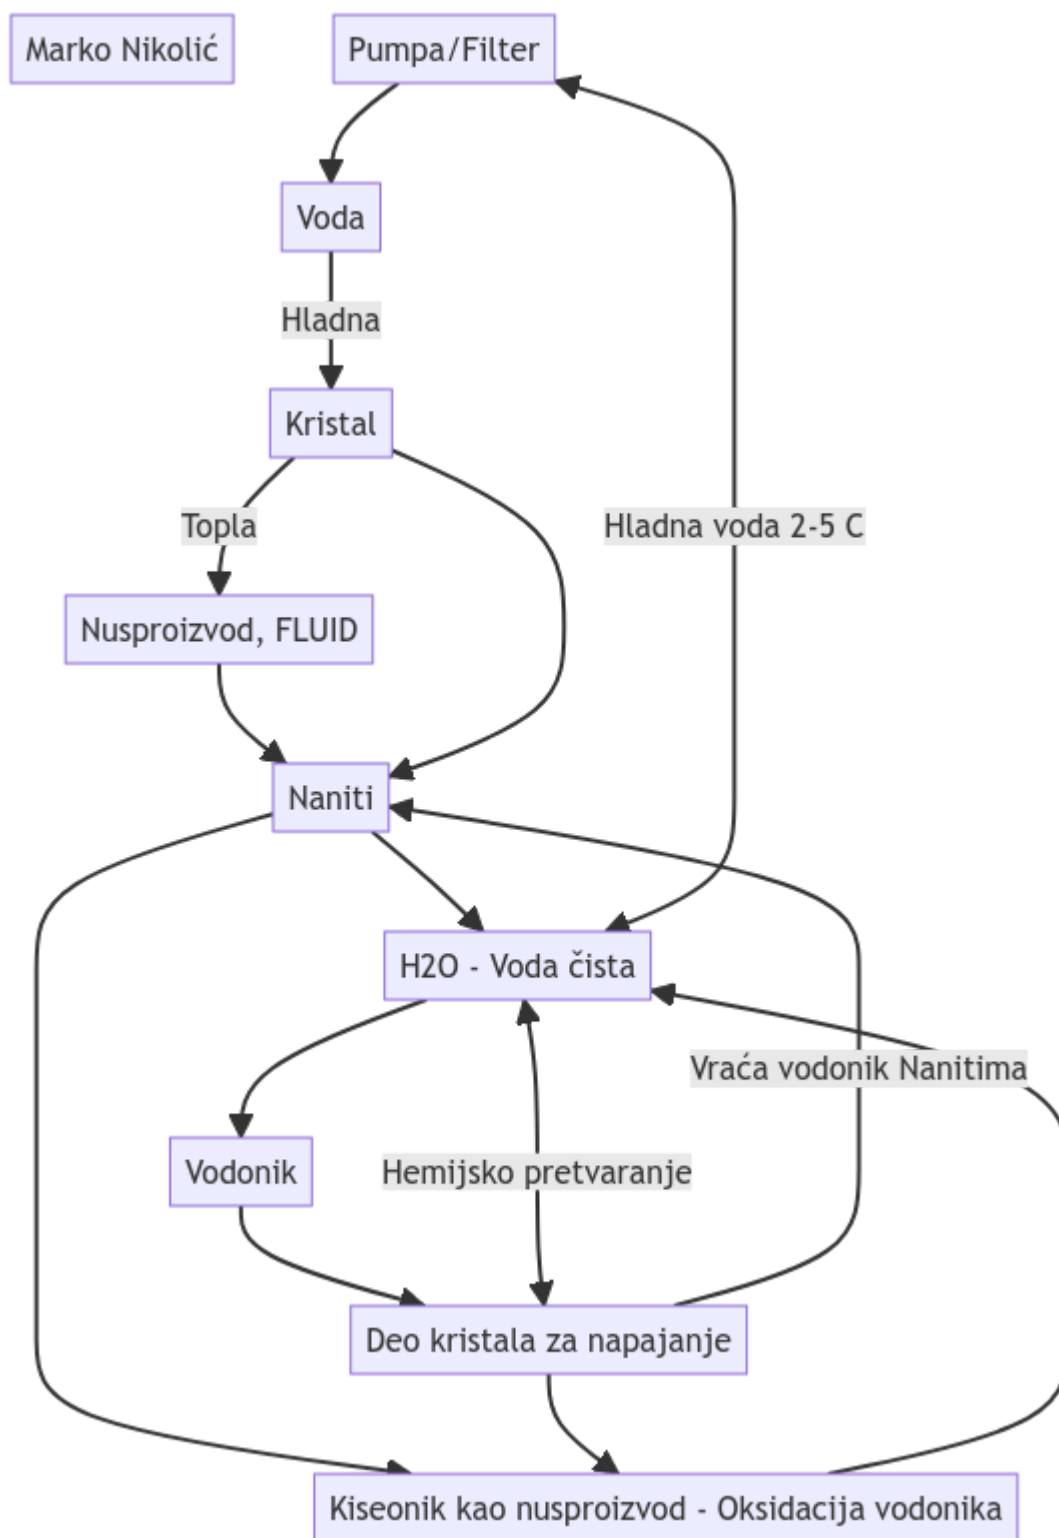 Marko Nikolić
Pumpa/Filter
Voda
Hladna
Kristal
Topla
Hladna voda 2-5 C
Nusproizvod, FLUID
Naniti
H2O - Voda čista
Vraća vodonik Nanitima
Vodonik
Hemijsko pretvaranje
Deo kristala za napajanje
Kiseonik kao nusproizvod - Oksidacija vodonika